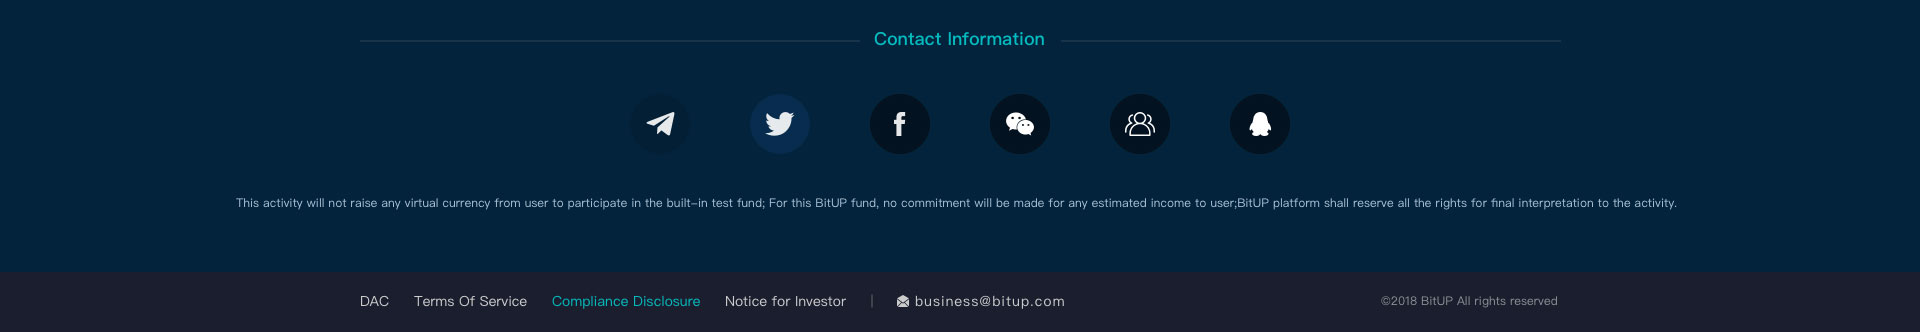 Contact Information
This activity will not raise any virtual currency from user to participate in the built-in test fund; For this BitUP fund, no commitment will be made for any estimated income to user;BitUP platform shall reserve all the rights for final interpretation to the activity.
DAC Terms Of Service Compliance Disclosure Notice for Investor | business@bitup.com ©2018 BitUP All rights reserved